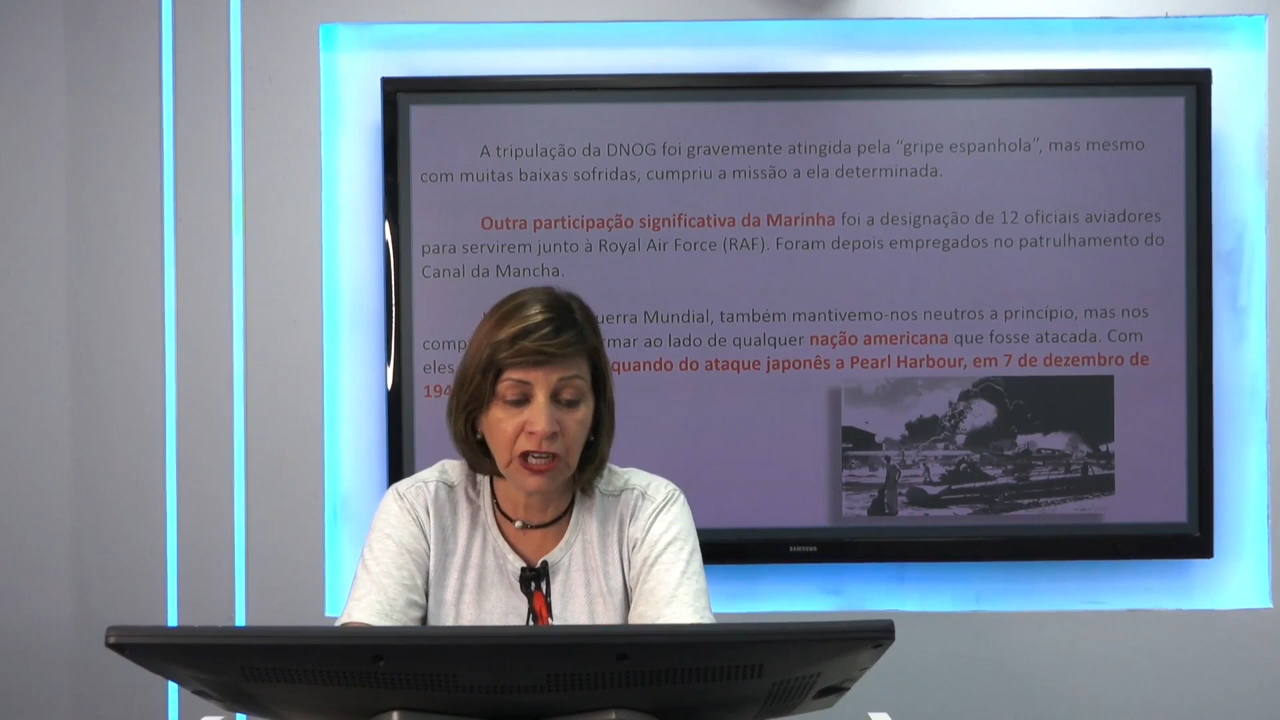 A tripulação da DNOG foi gravemente atingida pela “gripe espanhola”, mas mesmo
com muitas baixas sofridas, cumpriu a missão a ela determinada.
Outra participação significativa da Marinha foi a designação de 12 oficiais aviadores
para servirem junto à Royal Air Force (RAF). Foram depois empregados no patrulhamento do
Canal da Mancha.
Mundial, também mantivemo-nos neutros a princípio, mas nos
ao lado de qualquer nação americana que fosse atacada. Com
eles quando do ataque japonês a Pearl Harbour, em 7 de dezembro de
SAMSUNG